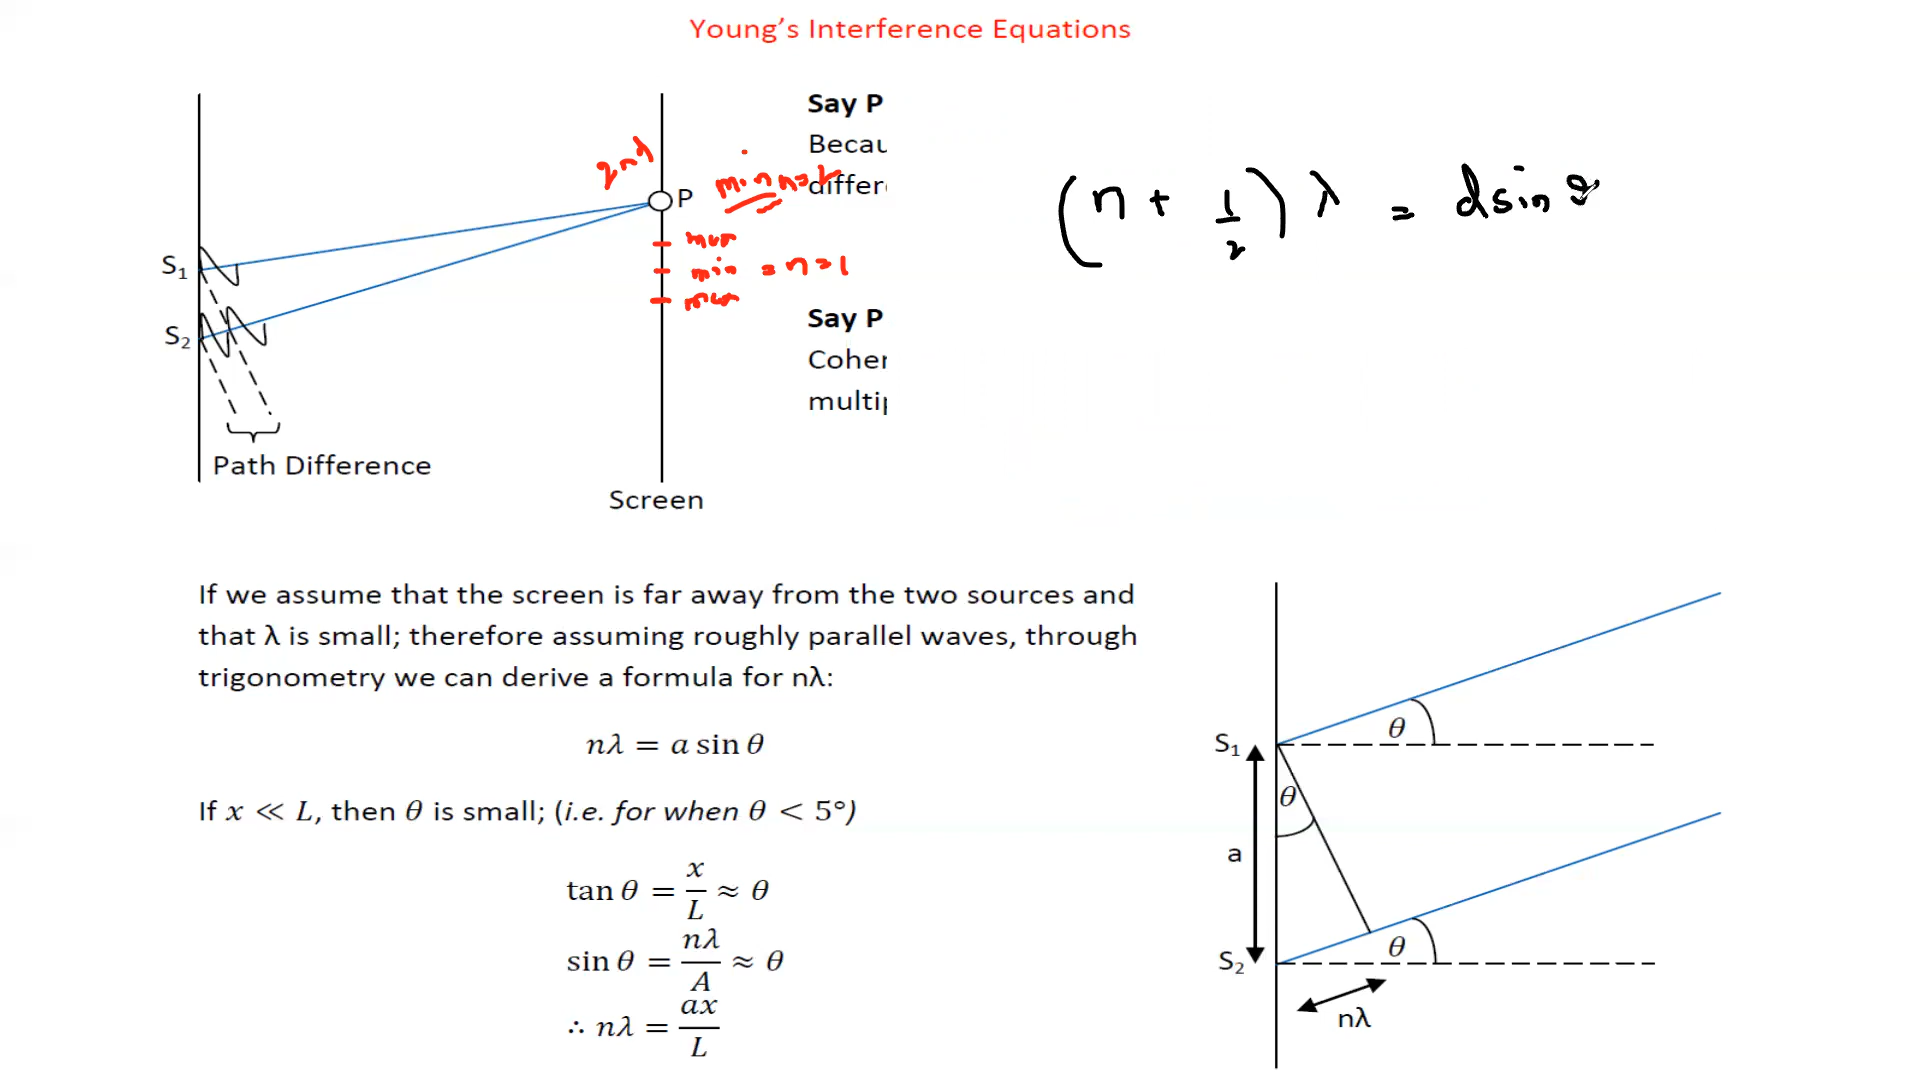 Young's Interference Equations
Say P
Becau
differ
2nd
P
min n=2
max
min = n=1
max
S₁
S₂
Say P
Coher
multip
Path Difference
Screen
(n + 1/2) λ = d sin θ
If we assume that the screen is far away from the two sources and
that λ is small; therefore assuming roughly parallel waves, through
trigonometry we can derive a formula for nλ:
nλ = a sin θ
If x ≪ L, then θ is small; (i.e. for when θ < 5°)
tan θ = x/L ≈ θ
sin θ = nλ/A ≈ θ
∴ nλ = ax/L
S₁
θ
θ
a
S₂
θ
nλ